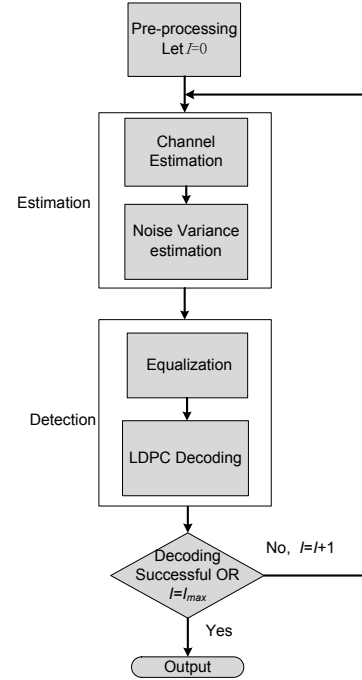 Pre-processing
Let I=0
Channel
Estimation
Estimation
Noise Variance
estimation
Equalization
Detection
LDPC Decoding
Decoding
Successful OR
I=Imax
No, I=I+1
Yes
Output